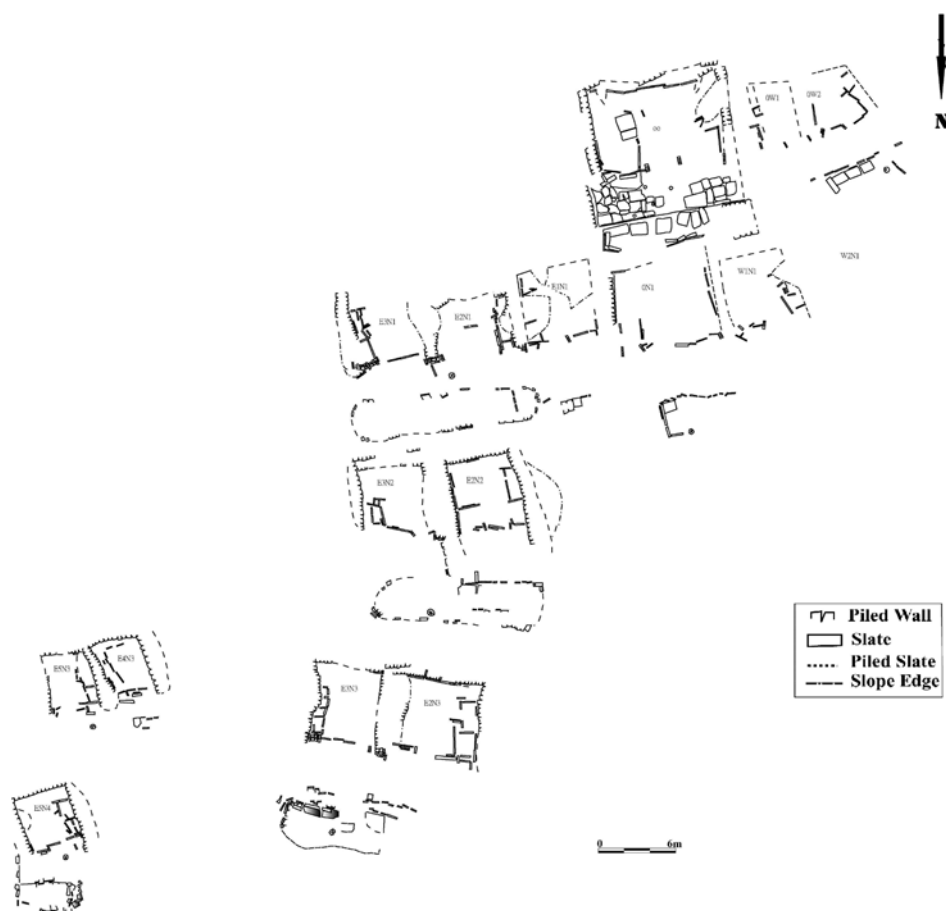 N
0W1
0W2
00
W2N1
E1N1
0N1
W1N1
E3N1
E2N1
E3N2
E2N2
Piled Wall
Slate
Piled Slate
Slope Edge
E5N3
E4N3
E3N3
E2N3
E5N4
0 6m